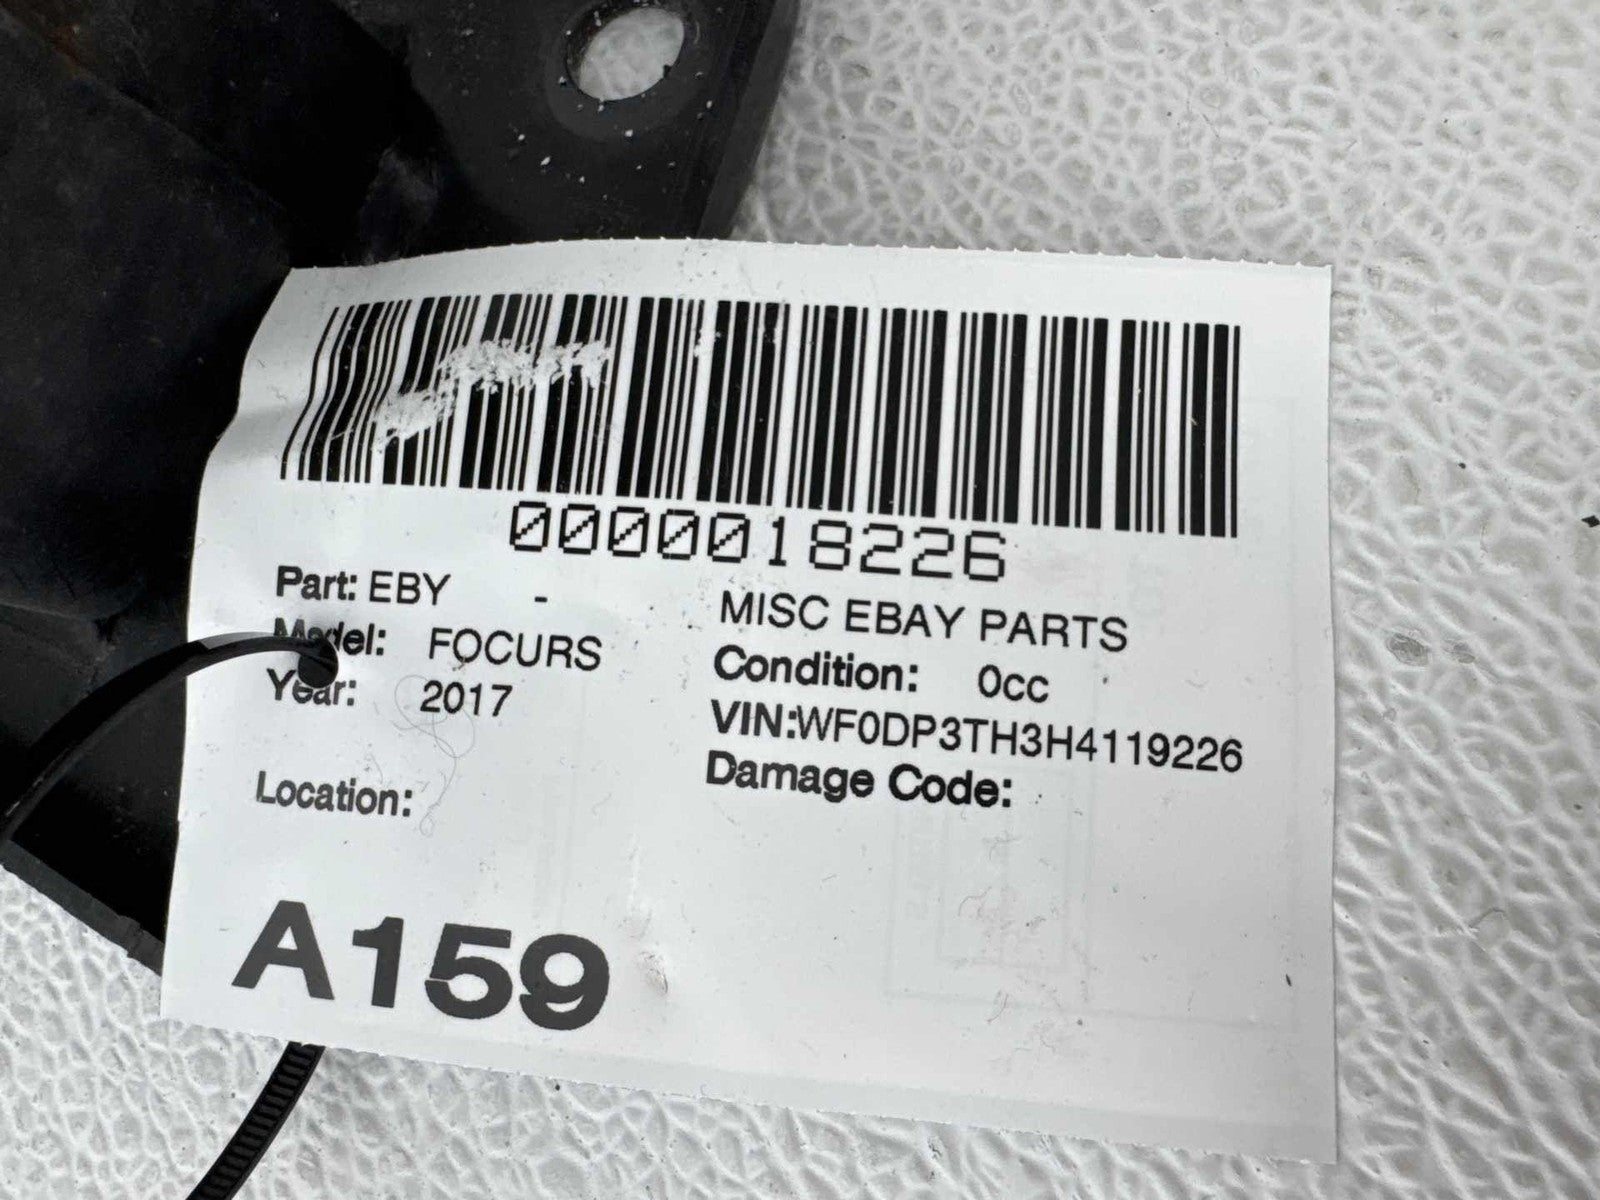 0000018226
Part: EBY - MISC EBAY PARTS
Model: FOCURS Condition: 0cc
Year: 2017 VIN:WF0DP3TH3H4119226
Location: Damage Code:
A159